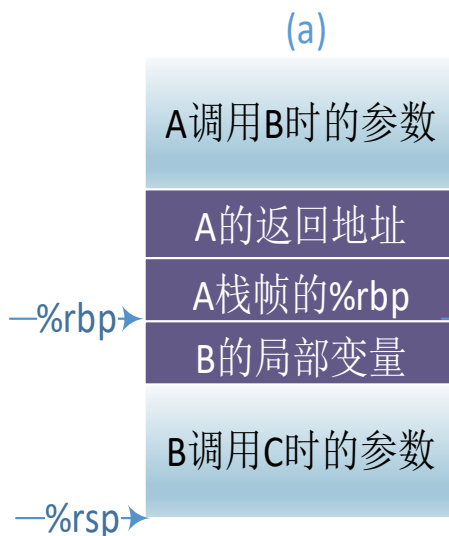 (a)
A调用B时的参数
A的返回地址
A栈帧的%rbp
%rbp
B的局部变量
B调用C时的参数
%rsp